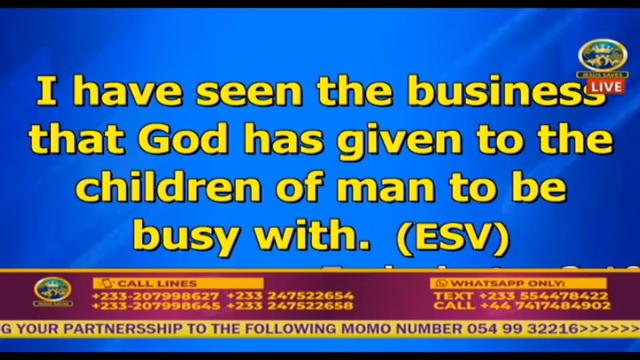 I have seen the business
that God has given to the
children of man to be
busy with. (ESV)
JESUS SAVES
LIVE
CALL LINES
+233-207998627 +233 247522654
+233-207998645 +233 247522658
WHATSAPP ONLY:
TEXT +233 554478422
CALL +44 7417484902
G YOUR PARTNERSSHIP TO THE FOLLOWING MOMO NUMBER 054 99 32216>>>>>>